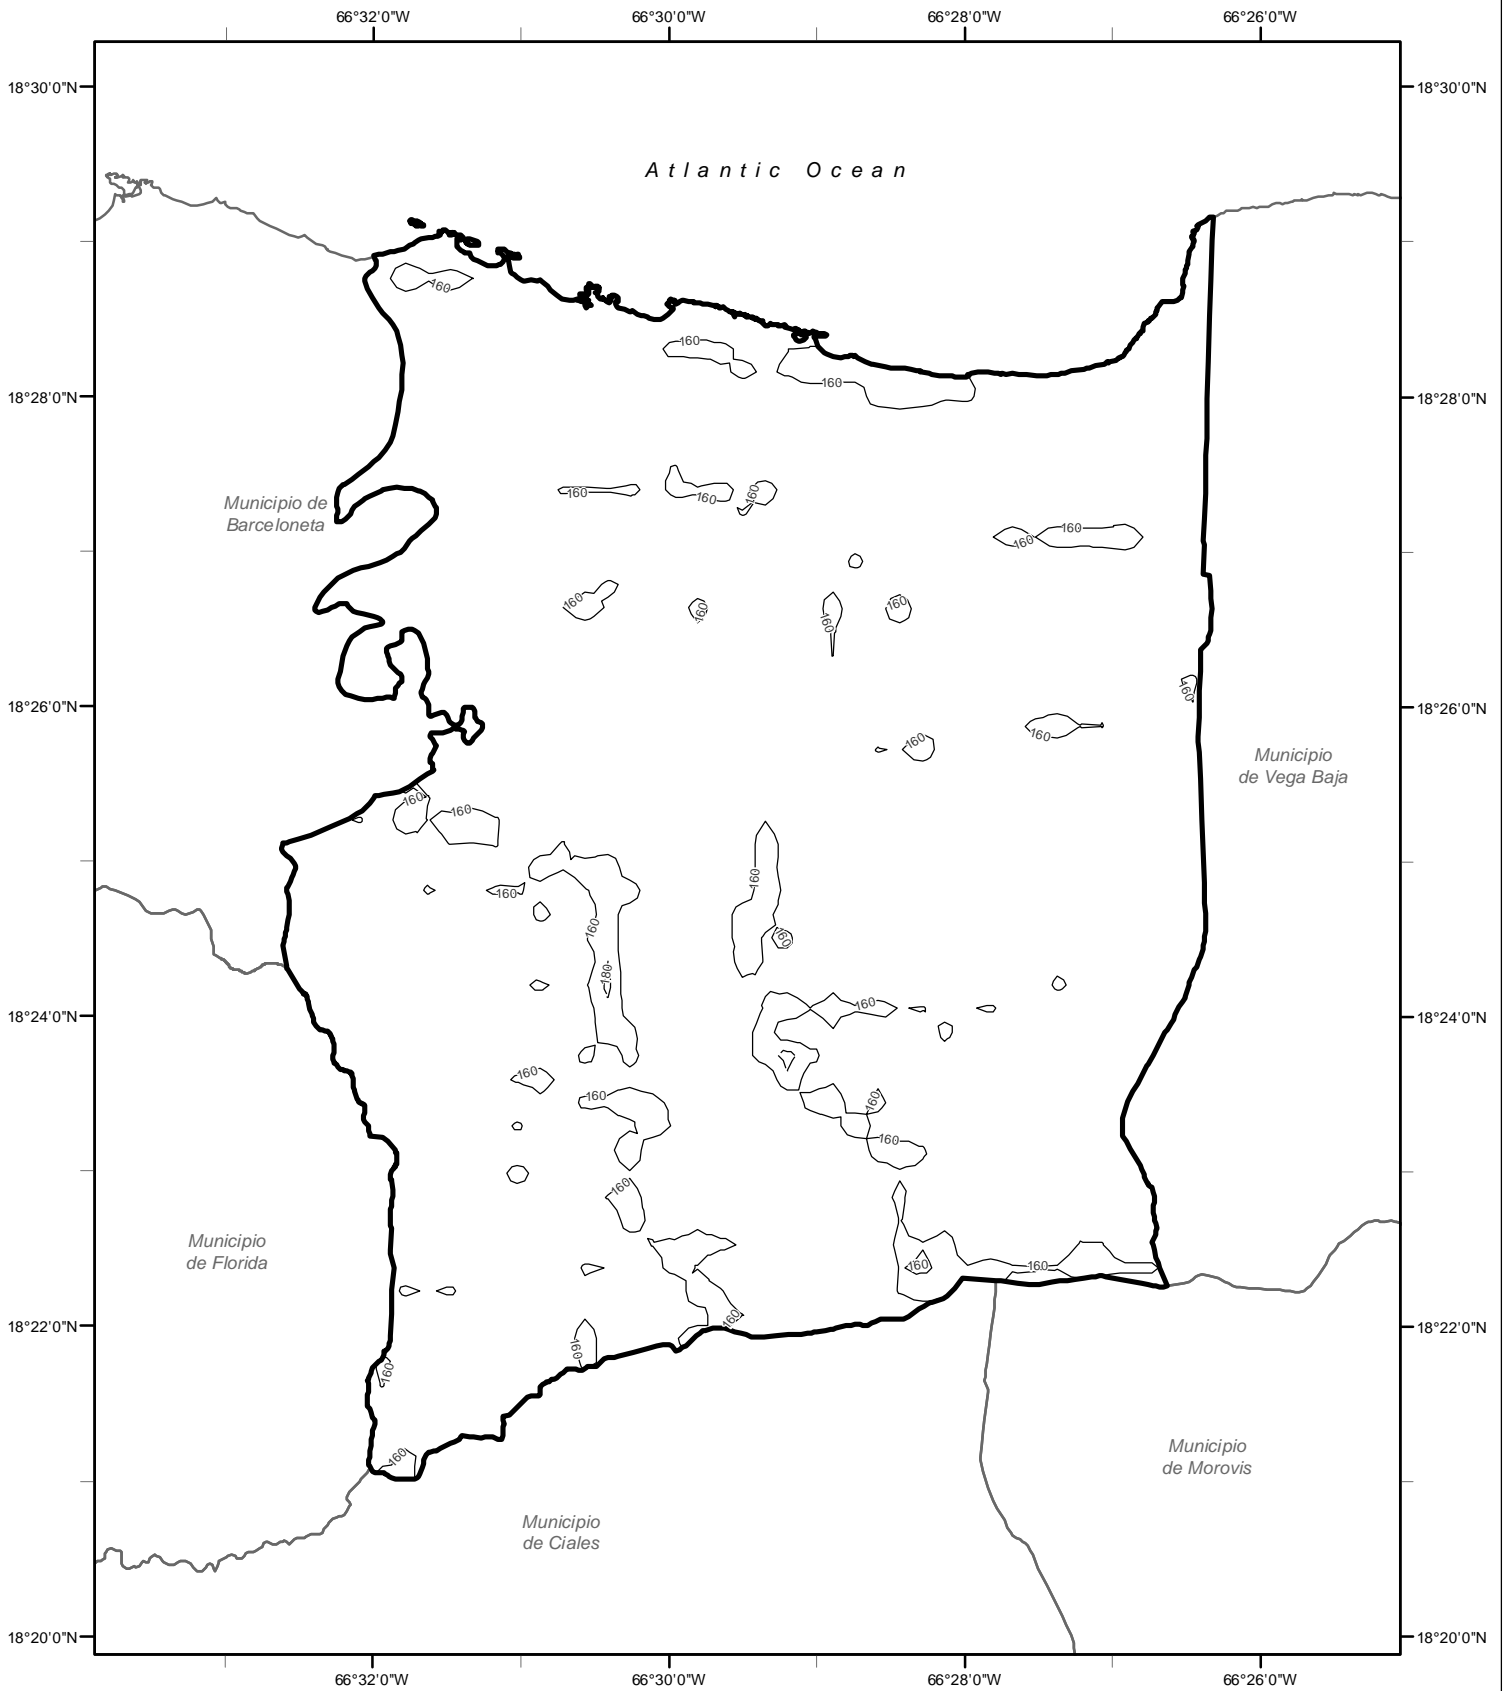 66°32'0"W 66°30'0"W 66°28'0"W 66°26'0"W
18°30'0"N 18°30'0"N
Atlantic Ocean
160
160
160
18°28'0"N 18°28'0"N
160 160 160
Municipio de
Barceloneta
160 160
160 160 160 160
160
18°26'0"N 18°26'0"N
160 160
Municipio
de Vega Baja
160 160
160 160
160 160
180
160
18°24'0"N 18°24'0"N
160
160 160
160
160
Municipio
de Florida
160 160
160
18°22'0"N 18°22'0"N
160
160
160
Municipio
de Morovis
Municipio
de Ciales
18°20'0"N 18°20'0"N
66°32'0"W 66°30'0"W 66°28'0"W 66°26'0"W